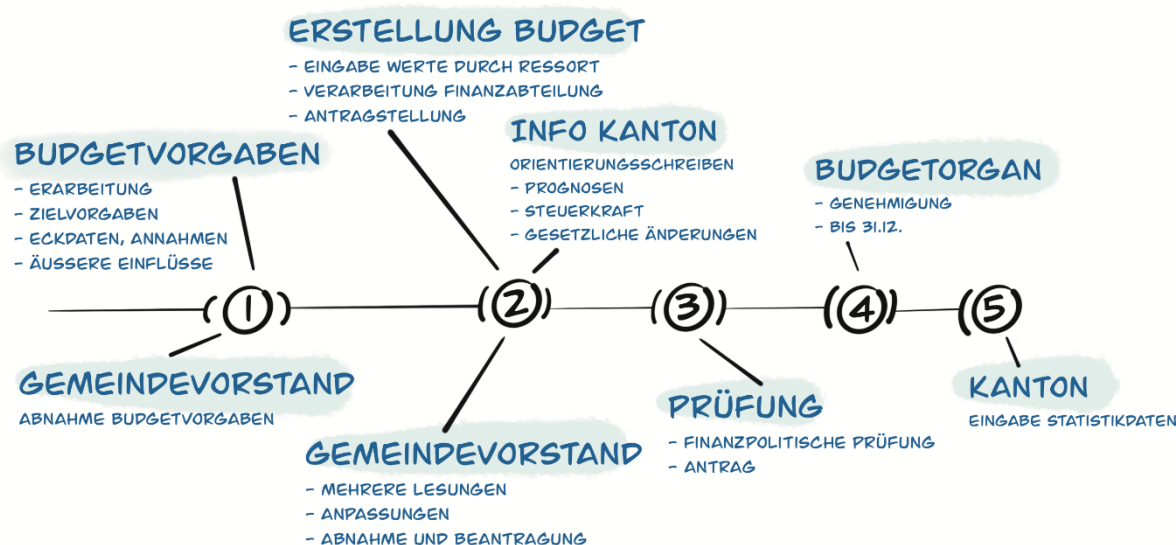 ERSTELLUNG BUDGET
- EINGABE WERTE DURCH RESSORT
- VERARBEITUNG FINANZABTEILUNG
- ANTRAGSTELLUNG
BUDGETVORGABEN
- ERARBEITUNG
- ZIELVORGABEN
- ECKDATEN, ANNAHMEN
- ÄUSSERE EINFLÜSSE
INFO KANTON
ORIENTIERUNGSSCHREIBEN
- PROGNOSEN
- STEUERKRAFT
- GESETZLICHE ÄNDERUNGEN
BUDGETORGAN
- GENEHMIGUNG
- BIS 31.12.
(1) (2) (3) (4) (5)
GEMEINDEVORSTAND
ABNAHME BUDGETVORGABEN
GEMEINDEVORSTAND
- MEHRERE LESUNGEN
- ANPASSUNGEN
- ABNAHME UND BEANTRAGUNG
PRÜFUNG
- FINANZPOLITISCHE PRÜFUNG
- ANTRAG
KANTON
EINGABE STATISTIKDATEN